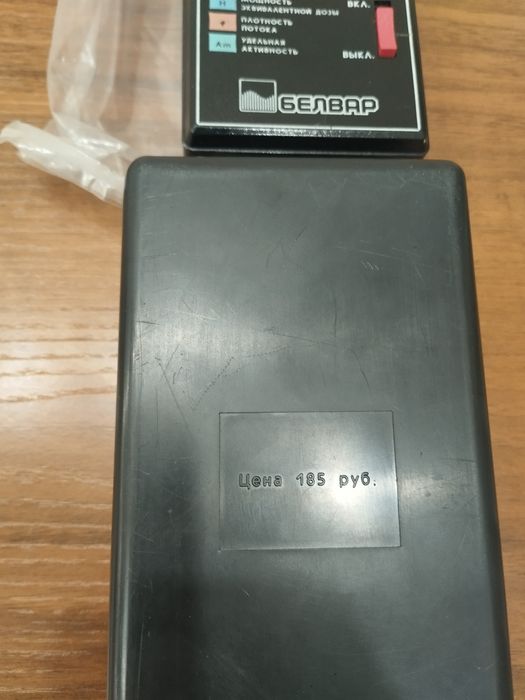 Н МОЩНОСТЬ ВКЛ.
ЭКВИВАЛЕНТНОЙ ДОЗЫ
φ ПЛОТНОСТЬ
ПОТОКА
Am УДЕЛЬНАЯ
АКТИВНОСТЬ ВЫКЛ.
БЕЛВАР
Цена 185 руб.